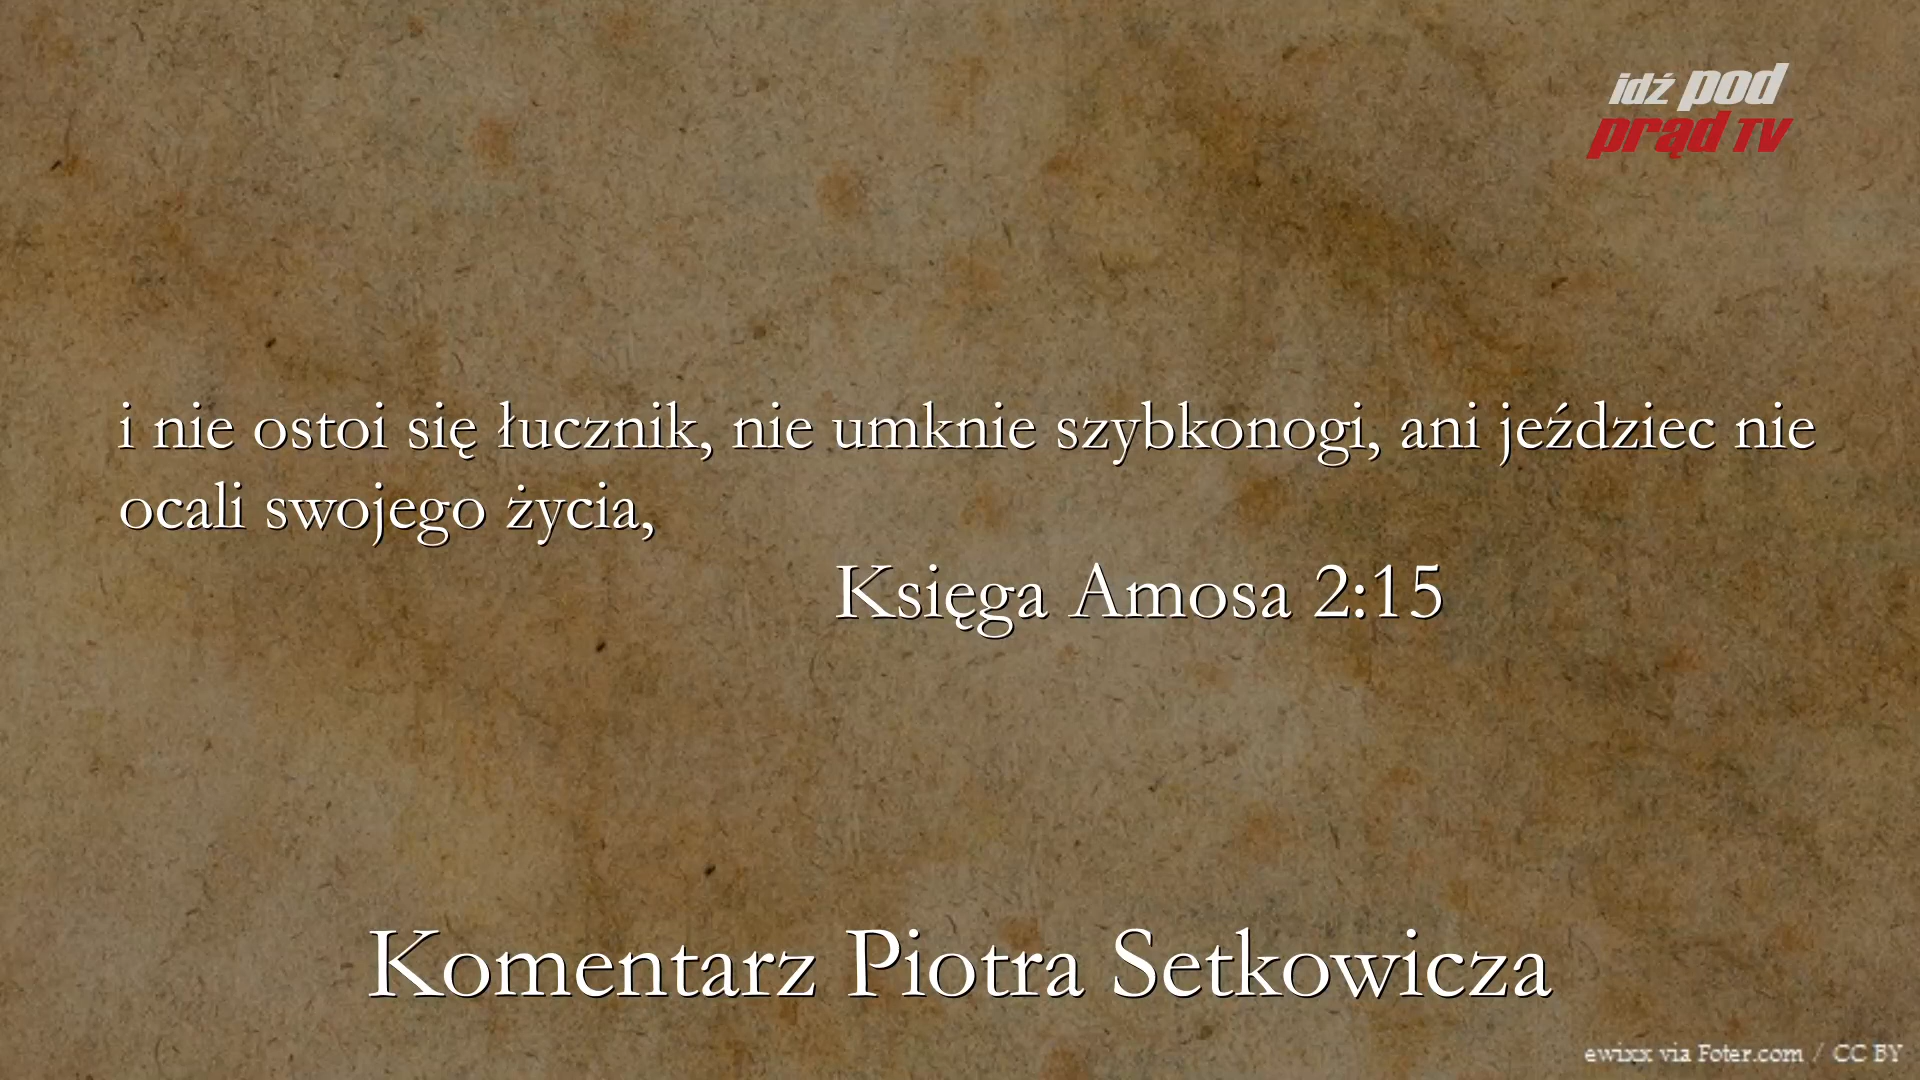 idź pod
prąd TV
i nie ostoi się łucznik, nie umknie szybkonogi, ani jeździec nie
ocali swojego życia,
Księga Amosa 2:15
Komentarz Piotra Setkowicza
ewixx via Foter.com / CC BY